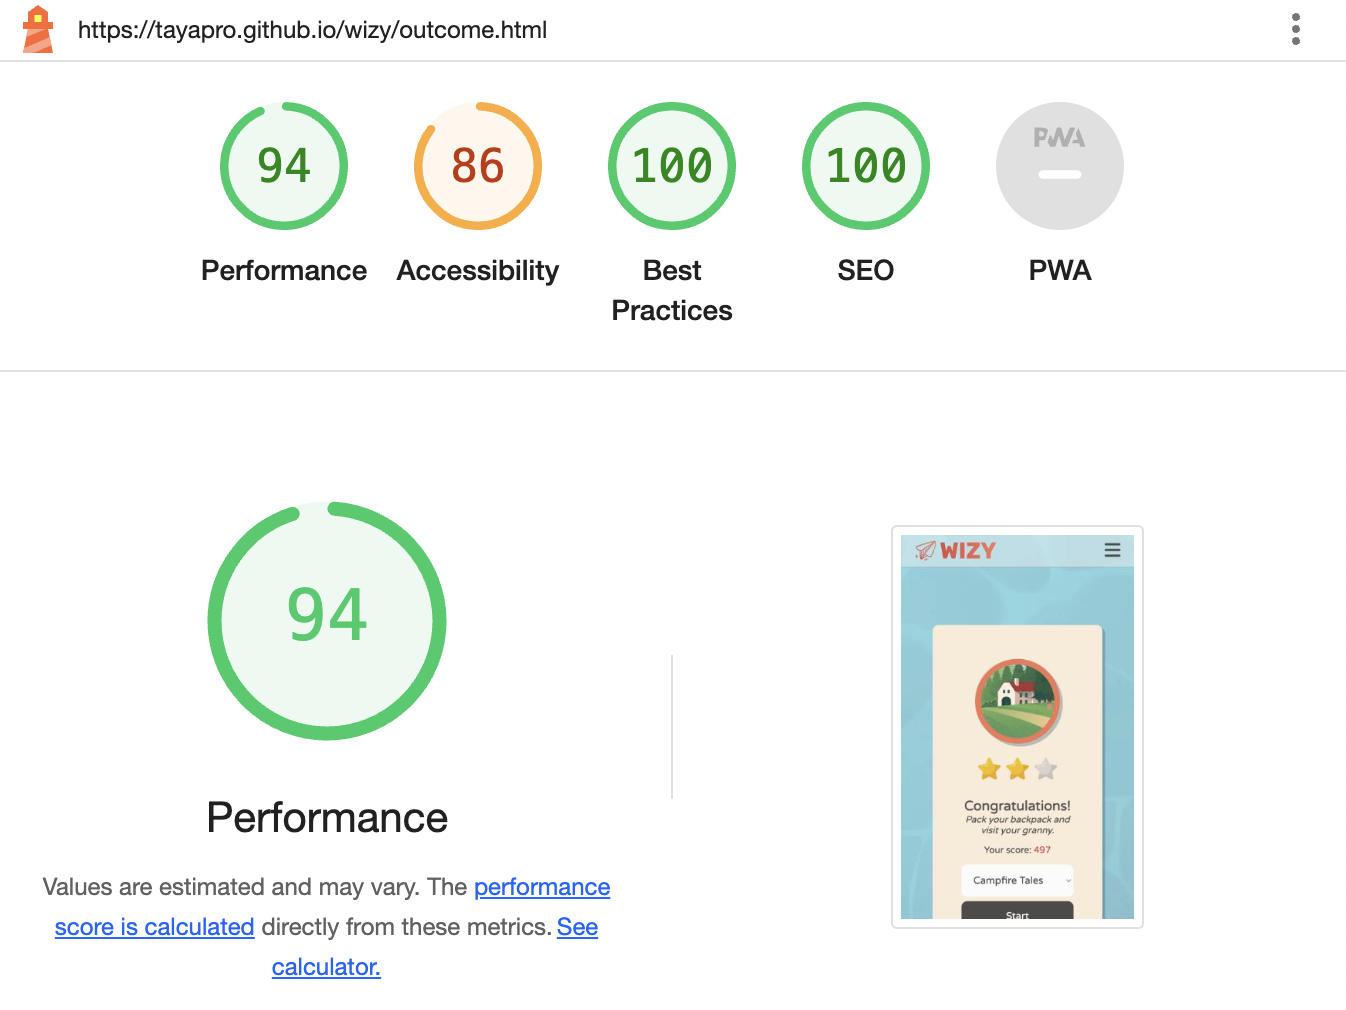 https://tayapro.github.io/wizy/outcome.html
94
86
100
100
PWA
Performance
Accessibility
Best
Practices
SEO
PWA
94
Performance
Values are estimated and may vary. The performance
score is calculated directly from these metrics. See
calculator.
WIZY
Congratulations!
Pack your backpack and
visit your granny.
Your score: 497
Campfire Tales
Start